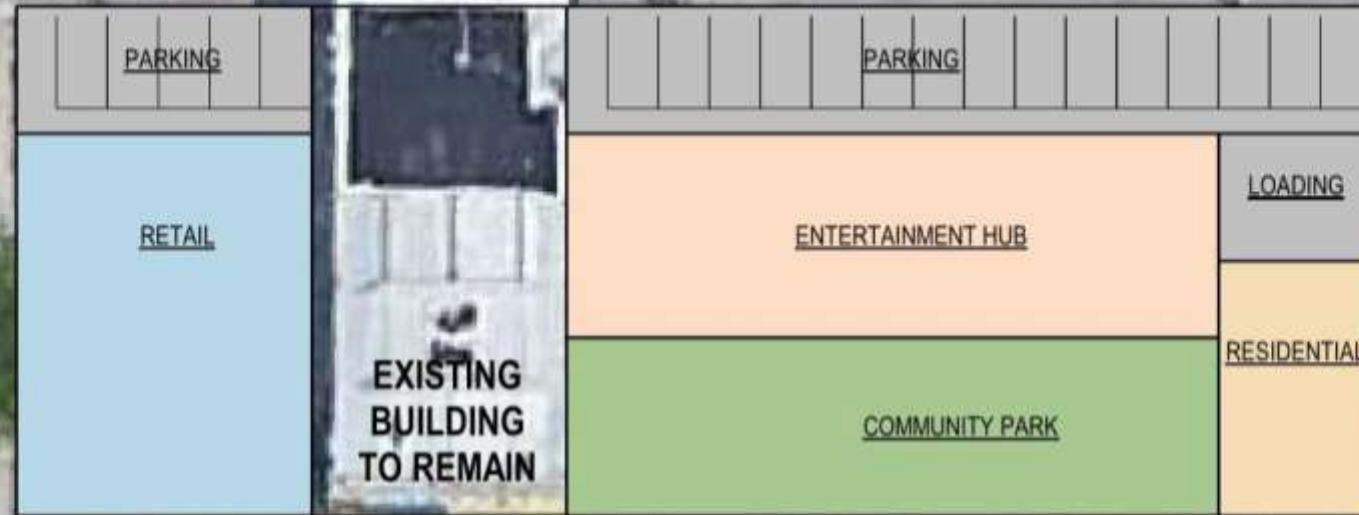 PARKING
PARKING
LOADING
RETAIL
ENTERTAINMENT HUB
RESIDENTIAL
EXISTING
BUILDING
TO REMAIN
COMMUNITY PARK